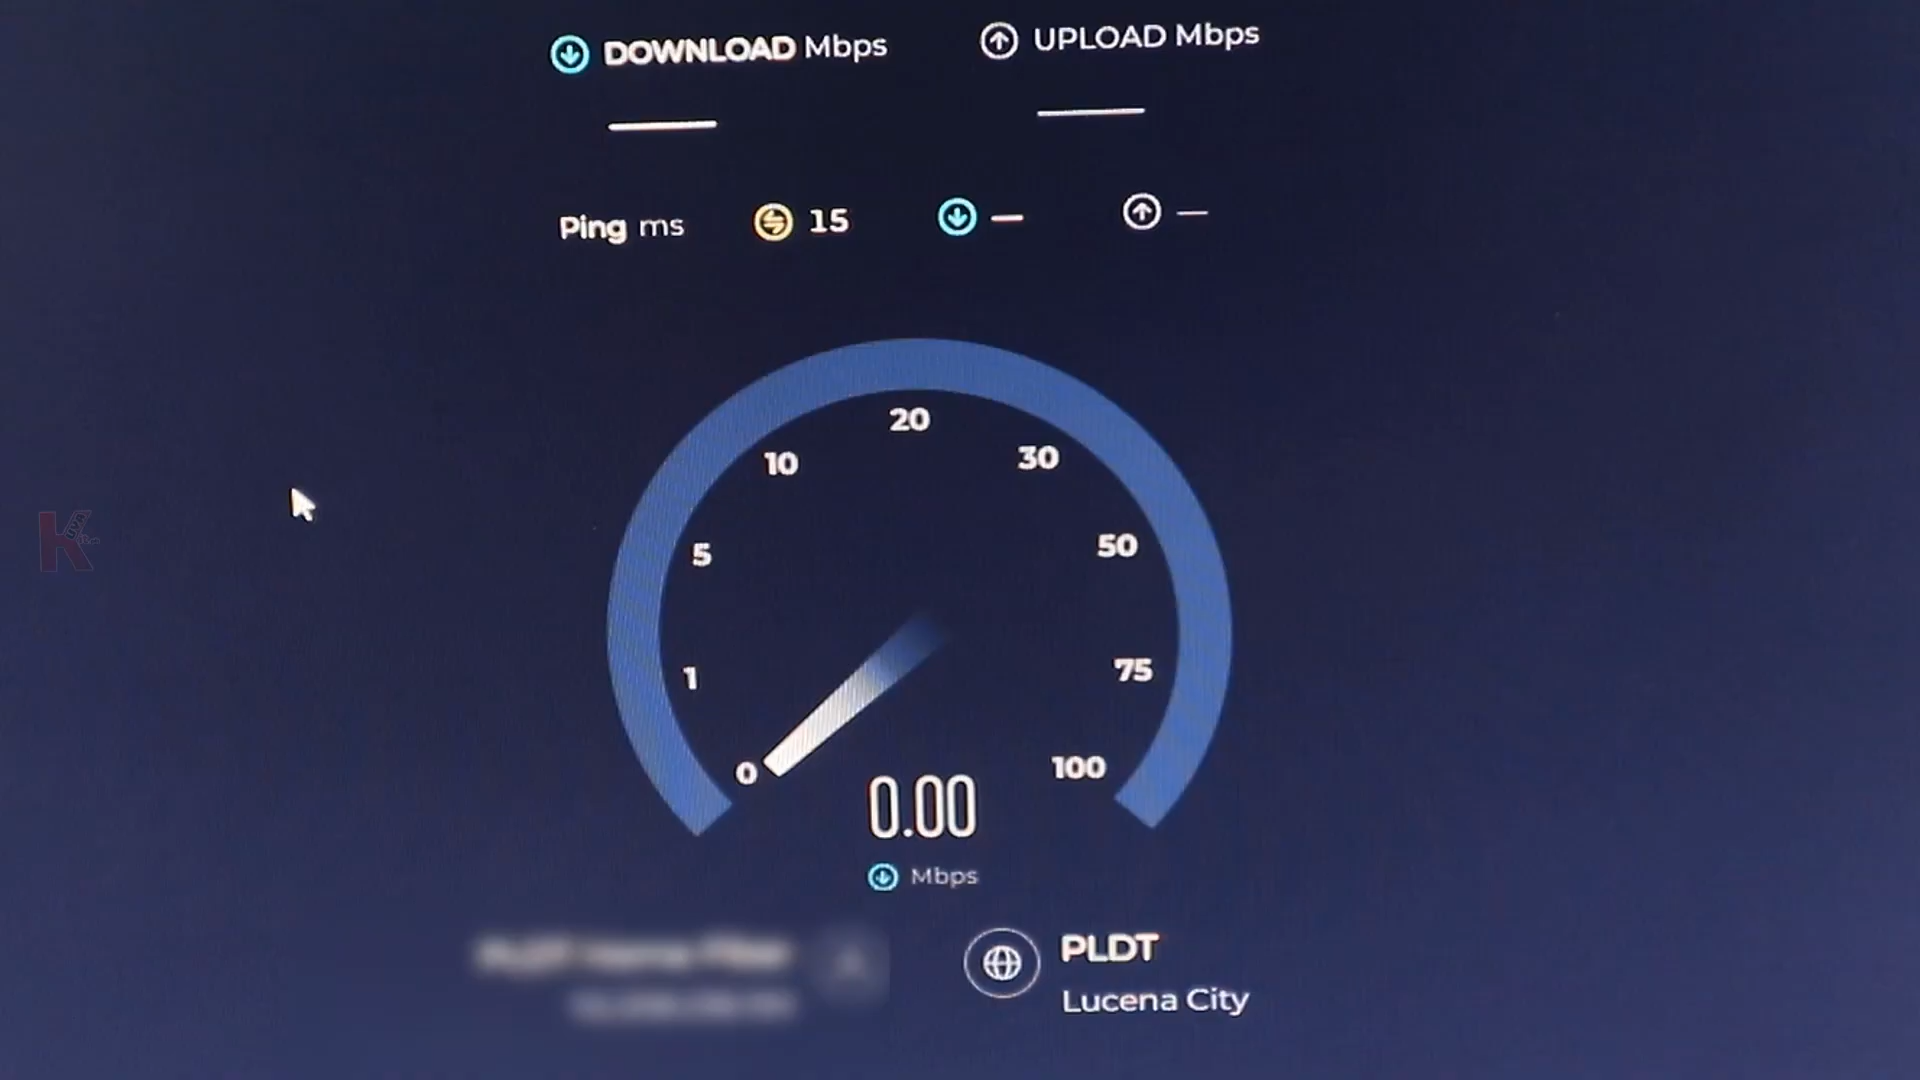 DOWNLOAD Mbps
UPLOAD Mbps
Ping ms 15
20
10
30
5
50
1
75
0
100
0.00
Mbps
PLDT
Lucena City